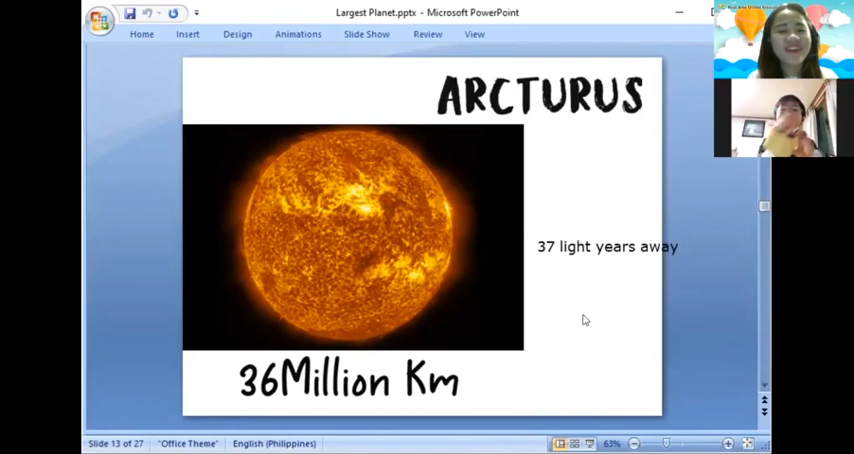 Largest Planet.pptx - Microsoft PowerPoint
Home Insert Design Animations Slide Show Review View
ARCTURUS
37 light years away
36Million Km
Slide 13 of 27 "Office Theme" English (Philippines) 63%